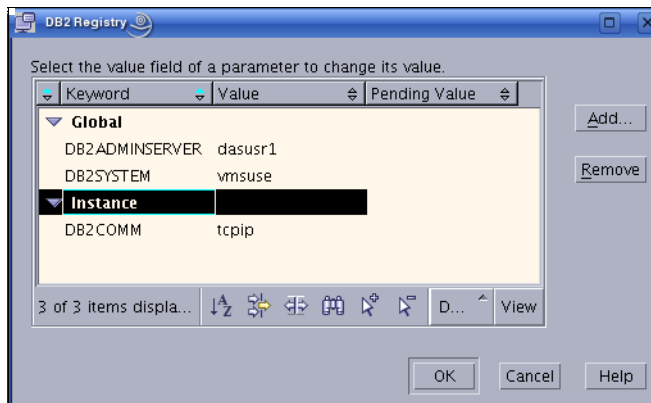 DB2 Registry
Select the value field of a parameter to change its value.
Keyword Value Pending Value
Global
DB2ADMINSERVER dasusr1
DB2SYSTEM vmsuse
Instance
DB2COMM tcpip
Add...
Remove
3 of 3 items displa... D... View
OK Cancel Help